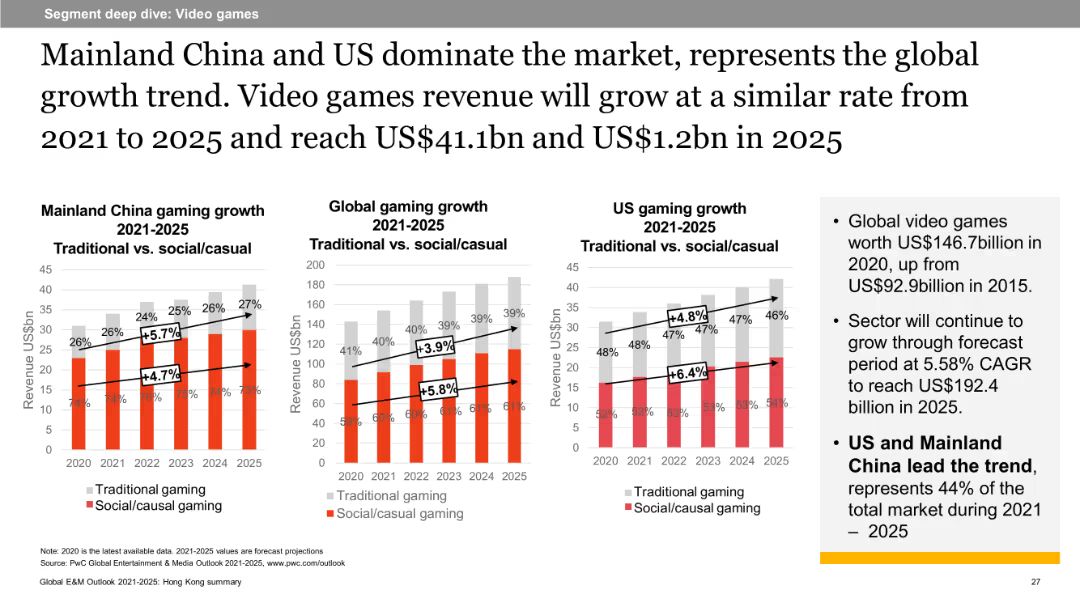 Segment deep dive: Video games
Mainland China and US dominate the market, represents the global
growth trend. Video games revenue will grow at a similar rate from
2021 to 2025 and reach US$41.1bn and US$1.2bn in 2025
Mainland China gaming growth
2021-2025
Traditional vs. social/casual
Revenue US$bn
45
40
35
30
25
20
15
10
5
0
26% 26% 24% 25% 26% 27%
+5.7%
+4.7%
74% 74% 76% 75% 74% 73%
2020 2021 2022 2023 2024 2025
Traditional gaming
Social/causal gaming
Global gaming growth
2021-2025
Traditional vs. social/casual
Revenue US$bn
200
180
160
140
120
100
80
60
40
20
0
41% 40% 40% 39% 39% 39%
+3.9%
+5.8%
59% 60% 60% 61% 61% 61%
2020 2021 2022 2023 2024 2025
Traditional gaming
Social/casual gaming
US gaming growth
2021-2025
Traditional vs. social/casual
Revenue US$bn
45
40
35
30
25
20
15
10
5
0
48% 48% 47% 47% 47% 46%
+4.8%
+6.4%
52% 53% 53% 53% 53% 54%
2020 2021 2022 2023 2024 2025
Traditional gaming
Social/causal gaming
• Global video games
worth US$146.7billion in
2020, up from
US$92.9billion in 2015.
• Sector will continue to
grow through forecast
period at 5.58% CAGR
to reach US$192.4
billion in 2025.
• US and Mainland
China lead the trend,
represents 44% of the
total market during 2021
– 2025
Note: 2020 is the latest available data. 2021-2025 values are forecast projections
Source: PwC Global Entertainment & Media Outlook 2021-2025, www.pwc.com/outlook
Global E&M Outlook 2021-2025: Hong Kong summary
27